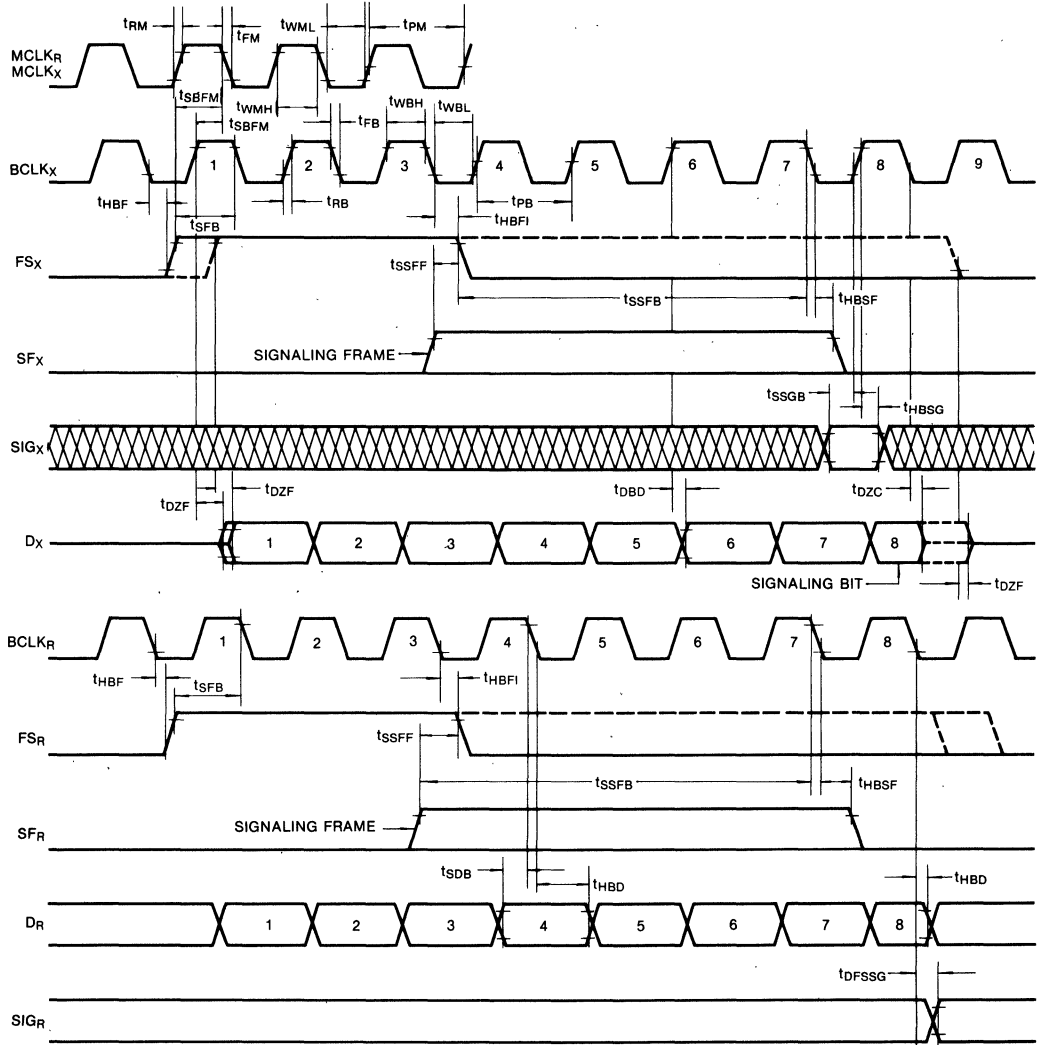 tRM tFM tWML tPM
MCLKR
MCLKX
tSBFM tWMH tSBFM tFB tWBH tWBL
BCLKX 1 2 3 4 5 6 7 8 9
tHBF tSFB tRB tHBFI
FSX tSSFF
tSSFB tHBSF
SFX SIGNALING FRAME
tSSGB tHBSG
SIGX
tDZF tDZF tDBD tDZC
DX 1 2 3 4 5 6 7 8
SIGNALING BIT tDZF
BCLKR 1 2 3 4 5 6 7 8
tHBF tSFB tHBFI
FSR tSSFF
tSSFB tHBSF
SFR SIGNALING FRAME
tSDB tHBD tHBD
DR 1 2 3 4 5 6 7 8
tDFSSG
SIGR